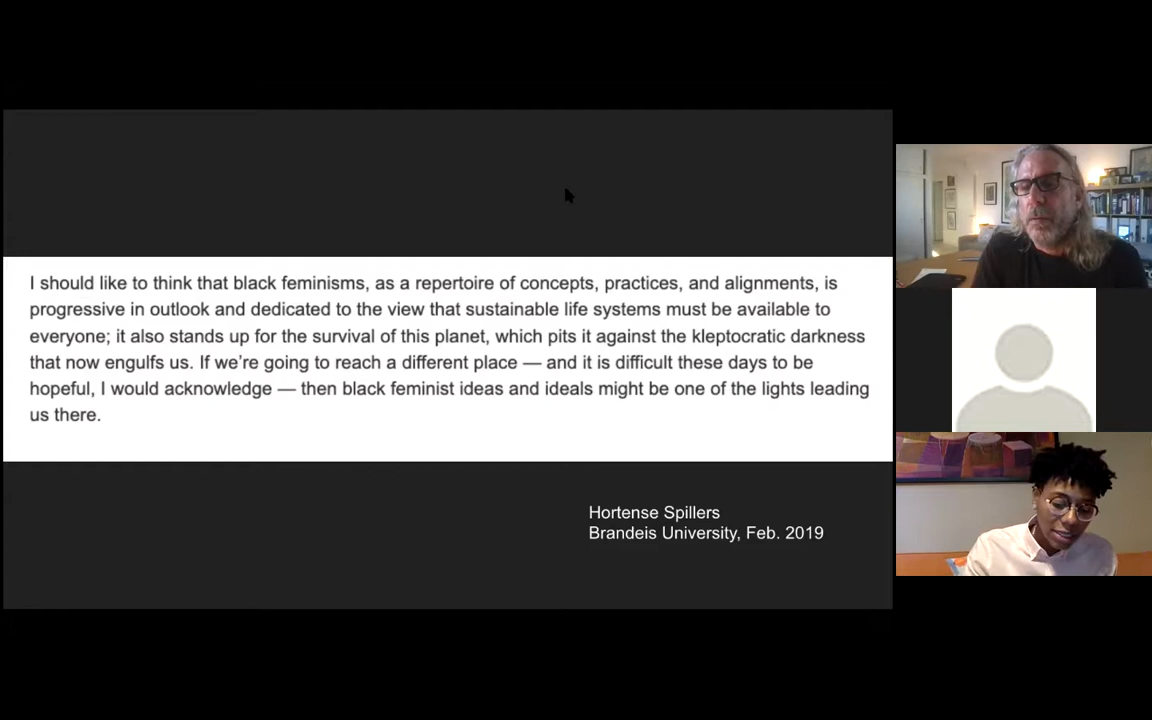 I should like to think that black feminisms, as a repertoire of concepts, practices, and alignments, is
progressive in outlook and dedicated to the view that sustainable life systems must be available to
everyone; it also stands up for the survival of this planet, which pits it against the kleptocratic darkness
that now engulfs us. If we’re going to reach a different place — and it is difficult these days to be
hopeful, I would acknowledge — then black feminist ideas and ideals might be one of the lights leading
us there.
Hortense Spillers
Brandeis University, Feb. 2019